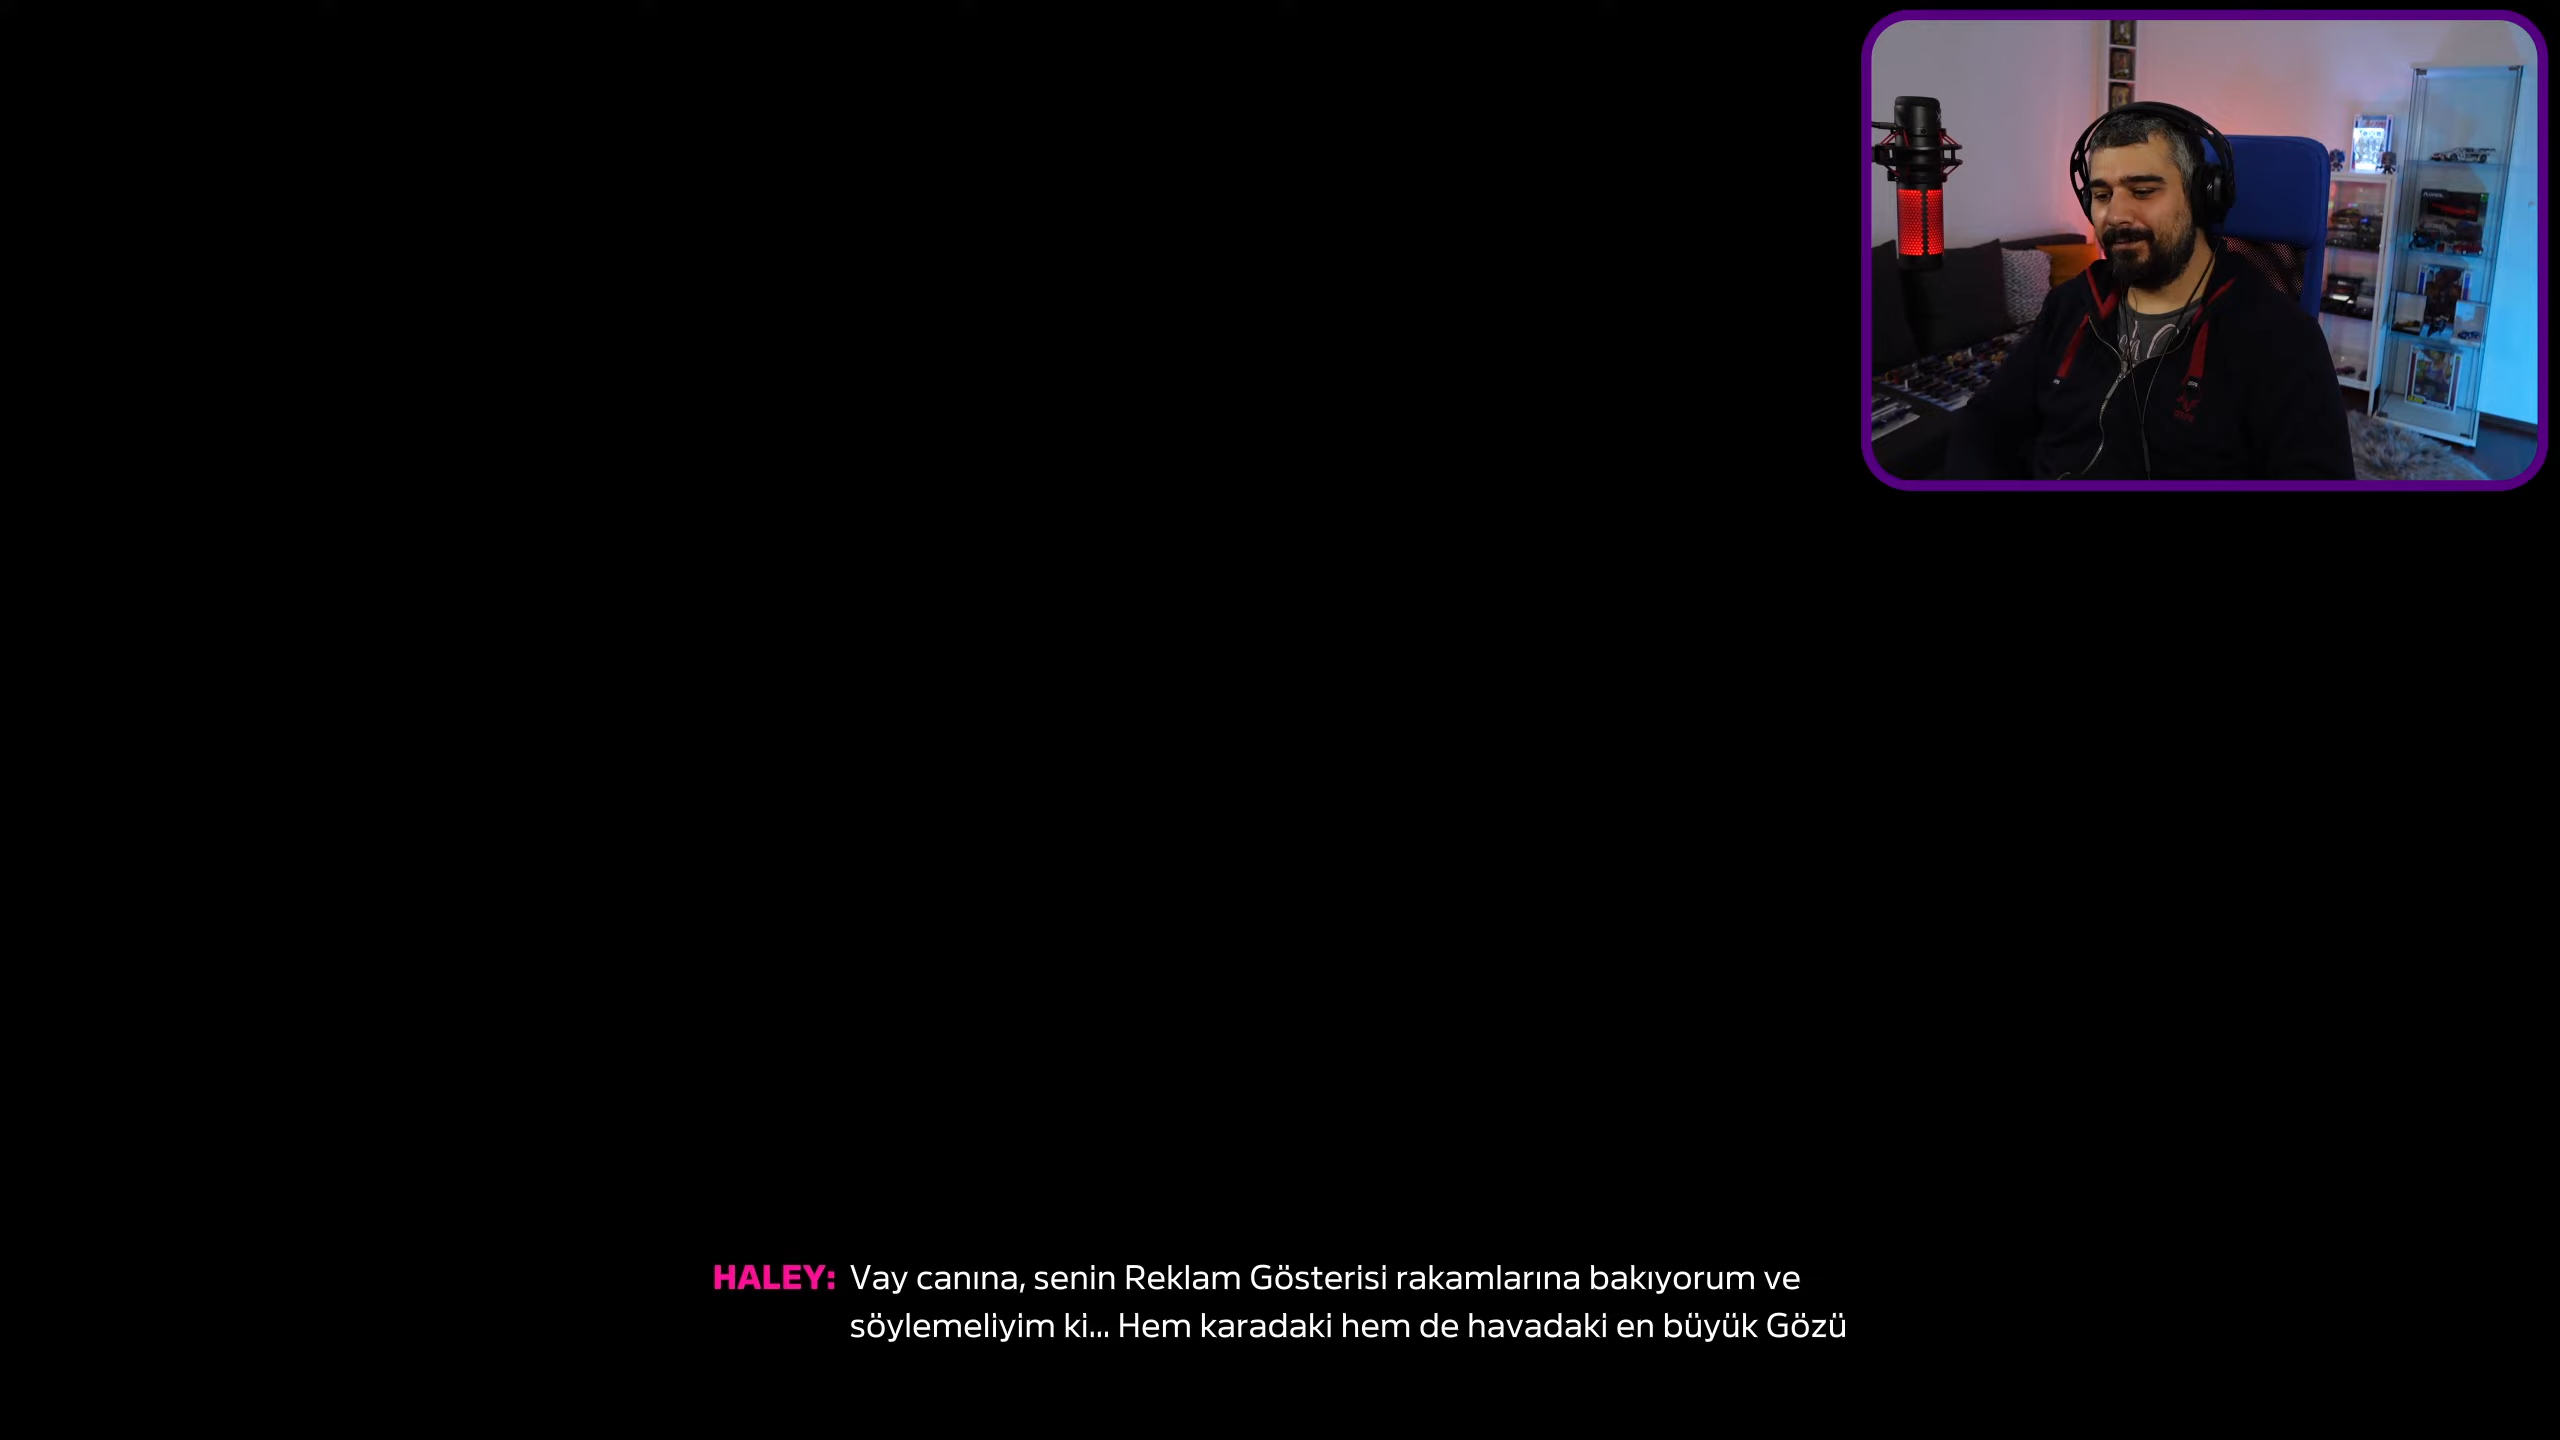 HALEY: Vay canına, senin Reklam Gösterisi rakamlarına bakıyorum ve
söylemeliyim ki... Hem karadaki hem de havadaki en büyük Gözü